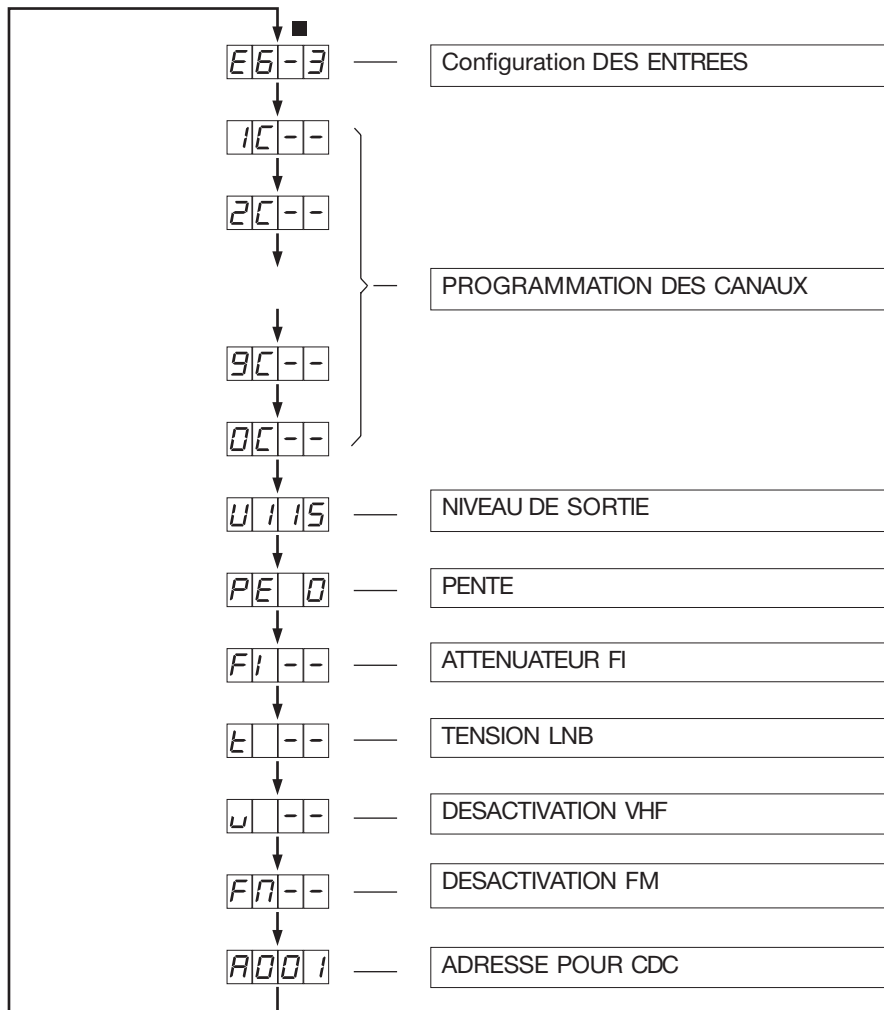 E6-3 Configuration DES ENTREES
1C--
2C--
PROGRAMMATION DES CANAUX
9C--
0C--
U115 NIVEAU DE SORTIE
PE 0 PENTE
FI-- ATTENUATEUR FI
t -- TENSION LNB
u -- DESACTIVATION VHF
FM-- DESACTIVATION FM
A001 ADRESSE POUR CDC